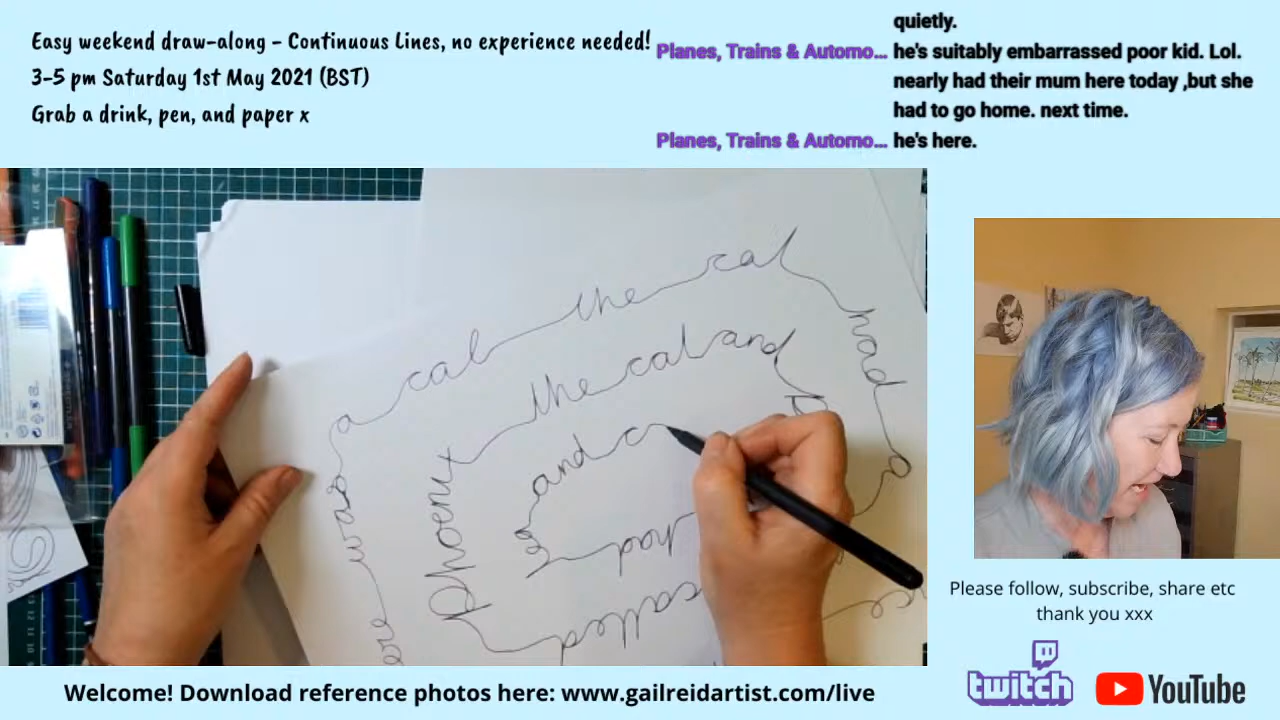 Easy weekend draw-along - Continuous Lines, no experience needed!
3-5 pm Saturday 1st May 2021 (BST)
Grab a drink, pen, and paper x
quietly.
Planes, Trains & Automo... he's suitably embarrassed poor kid. Lol.
nearly had their mum here today ,but she
had to go home. next time.
Planes, Trains & Automo... he's here.
was a cat the cat had a
called phoenix the cat and
had
and
Please follow, subscribe, share etc
thank you xxx
twitch
YouTube
Welcome! Download reference photos here: www.gailreidartist.com/live